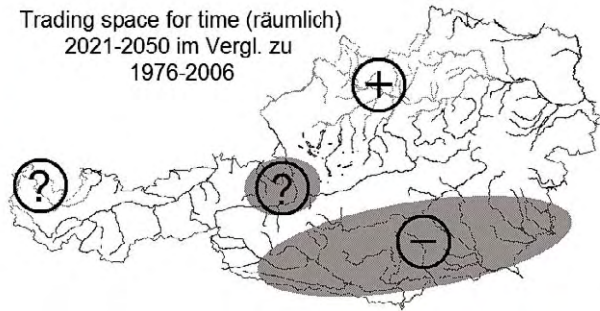 Trading space for time (räumlich)
2021-2050 im Vergl. zu
1976-2006
+
?
?
−